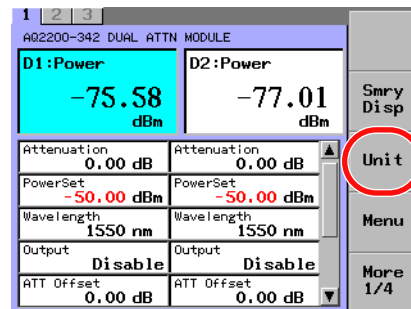 1 2 3
AQ2200-342 DUAL ATTN MODULE
D1:Power
-75.58
dBm
D2:Power
-77.01
dBm
Attenuation
0.00 dB
Attenuation
0.00 dB
PowerSet
-50.00 dBm
PowerSet
-50.00 dBm
Wavelength
1550 nm
Wavelength
1550 nm
Output
Disable
Output
Disable
ATT Offset
0.00 dB
ATT Offset
0.00 dB
Smry
Disp
Unit
Menu
More
1/4